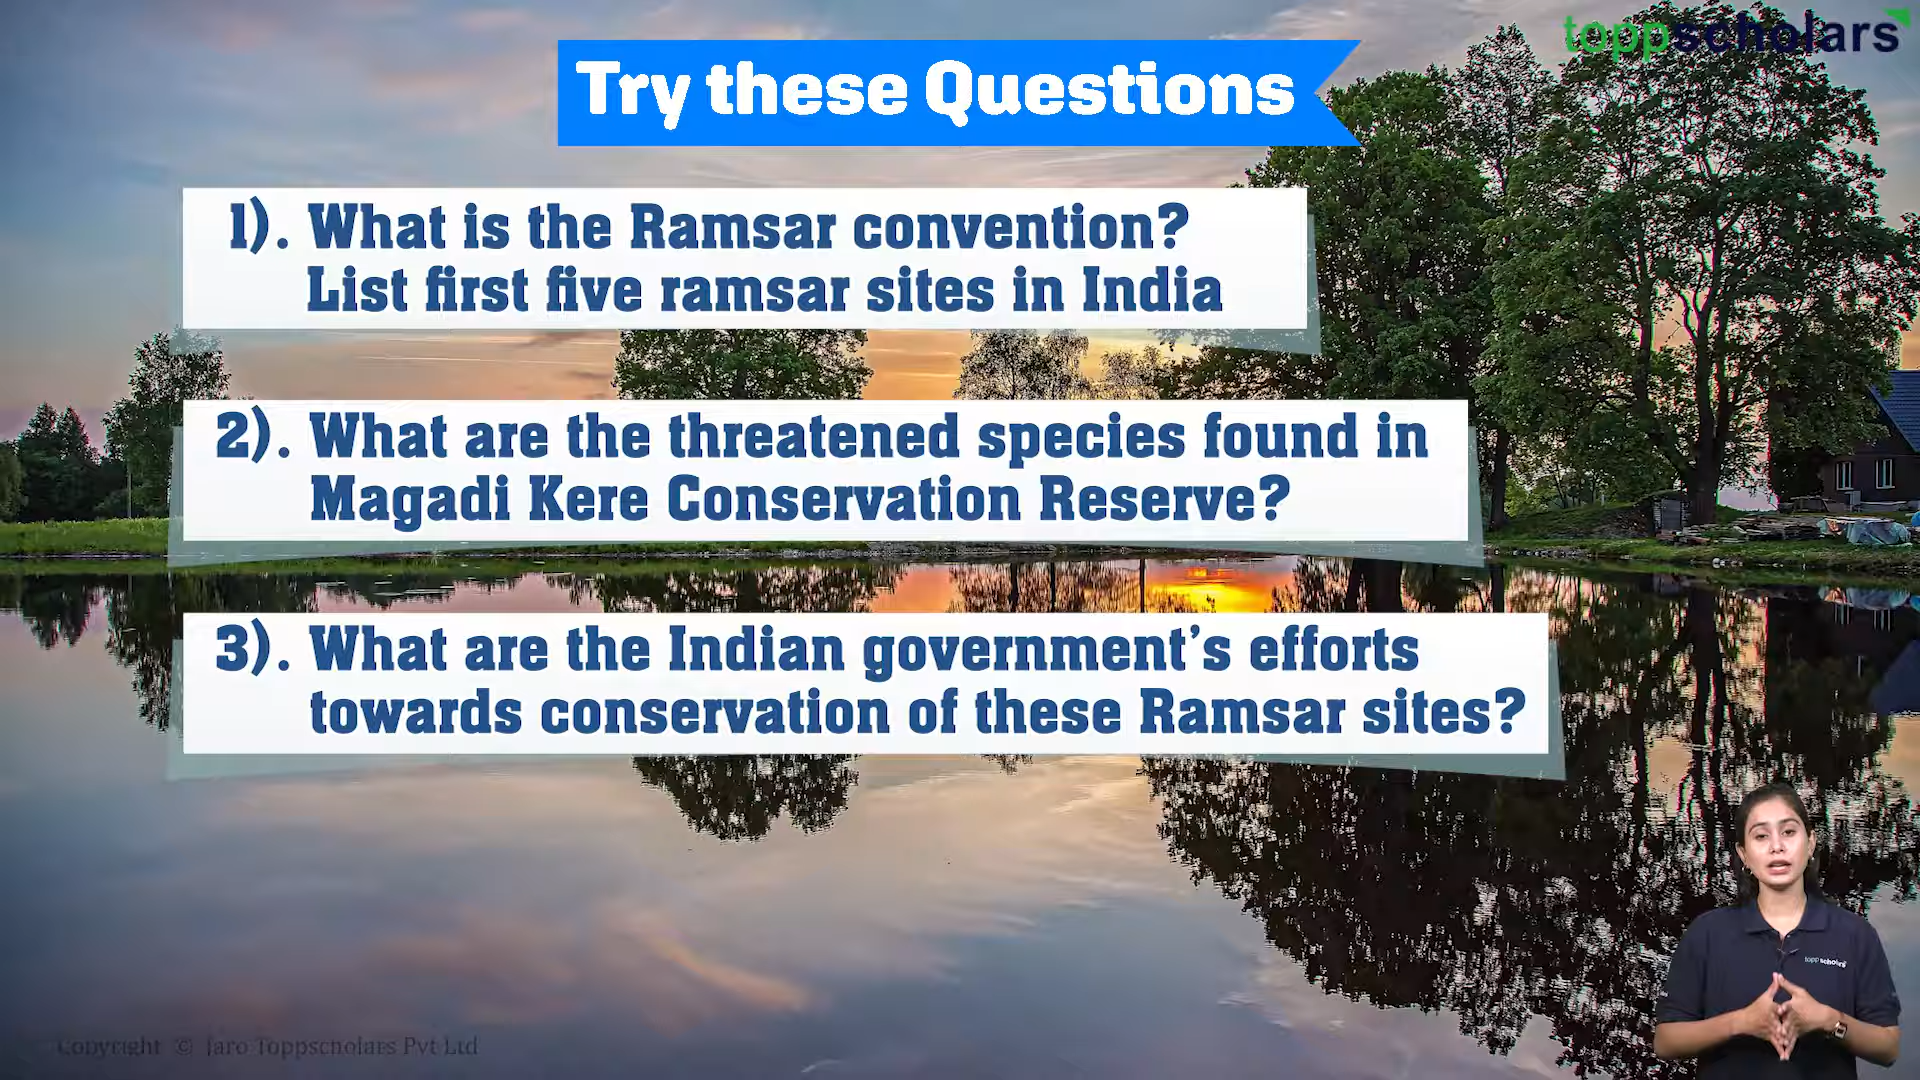 toppscholars
Try these Questions
1). What is the Ramsar convention?
List first five ramsar sites in India
2). What are the threatened species found in
Magadi Kere Conservation Reserve?
3). What are the Indian government's efforts
towards conservation of these Ramsar sites?
topp scholars
Copyright © Jaro Toppscholars Pvt Ltd